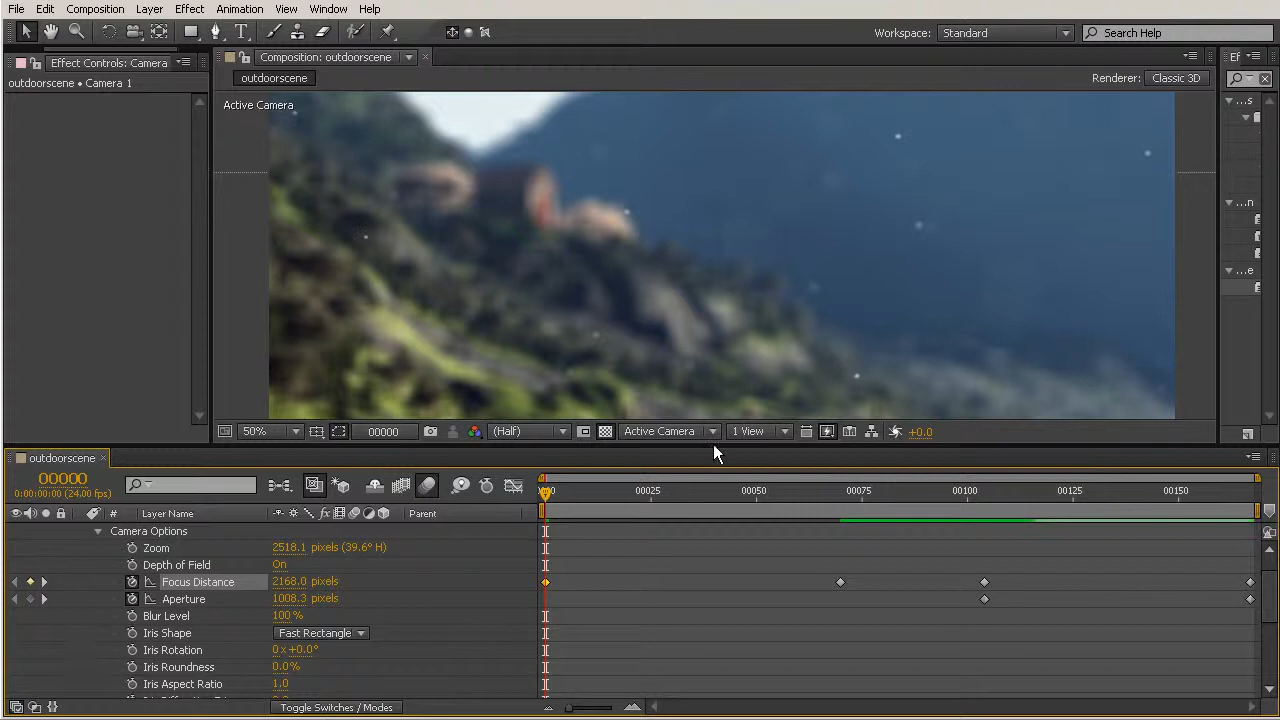 File Edit Composition Layer Effect Animation View Window Help
Workspace: Standard Search Help
Effect Controls: Camera Composition: outdoorscene Ef
outdoorscene • Camera 1 outdoorscene Renderer: Classic 3D
Active Camera
...s
...n
...e
50% 00000 (Half) Active Camera 1 View +0.0
outdoorscene
00000
0:00:00:00 (24.00 fps)
00025 00050 00075 00100 00125 00150
# Layer Name Parent
Camera Options
Zoom 2518.1 pixels (39.6° H)
Depth of Field On
Focus Distance 2168.0 pixels
Aperture 1008.3 pixels
Blur Level 100%
Iris Shape Fast Rectangle
Iris Rotation 0x+0.0°
Iris Roundness 0.0%
Iris Aspect Ratio 1.0
Toggle Switches / Modes